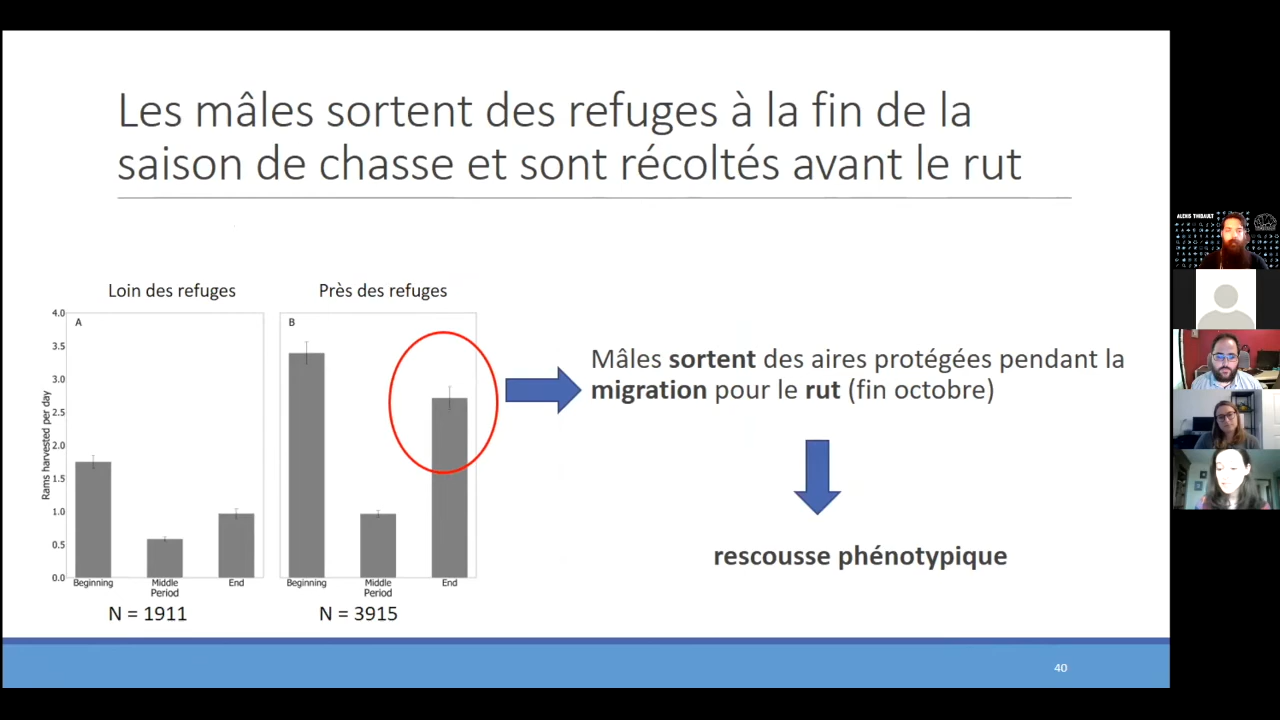 Les mâles sortent des refuges à la fin de la
saison de chasse et sont récoltés avant le rut
Loin des refuges
Près des refuges
A
B
Rams harvested per day
4.0
3.5
3.0
2.5
2.0
1.5
1.0
0.5
0.0
Beginning
Middle
End
Period
Beginning
Middle
End
Period
N = 1911
N = 3915
Mâles sortent des aires protégées pendant la
migration pour le rut (fin octobre)
rescousse phénotypique
40
ALEXIS THIBAULT